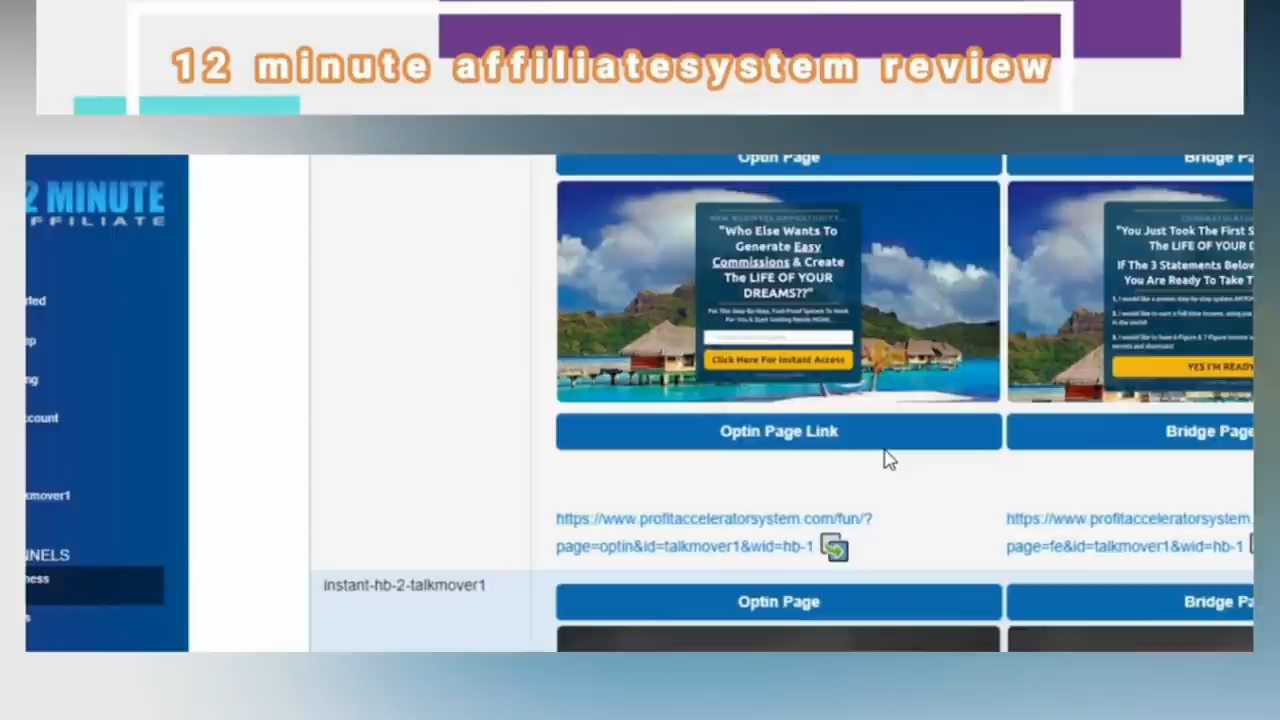 12 minute affiliatesystem review
2 MINUTE
FFILIATE
count
kmover1
NNELS
ness
Optin Page
Bridge Pa
"Who Else Wants To
Generate Easy
Commissions & Create
The LIFE OF YOUR
DREAMS??"
Click Here For Instant Access
"You Just Took The First S
The LIFE OF YOUR D
If The 3 Statements Below
You Are Ready To Take T
YES I'M READY
Optin Page Link
Bridge Page
https://www.profitacceleratorsystem.com/fun/?
page=optin&id=talkmover1&wid=hb-1
https://www.profitacceleratorsystem.
page=fe&id=talkmover1&wid=hb-1
instant-hb-2-talkmover1
Optin Page
Bridge Pa